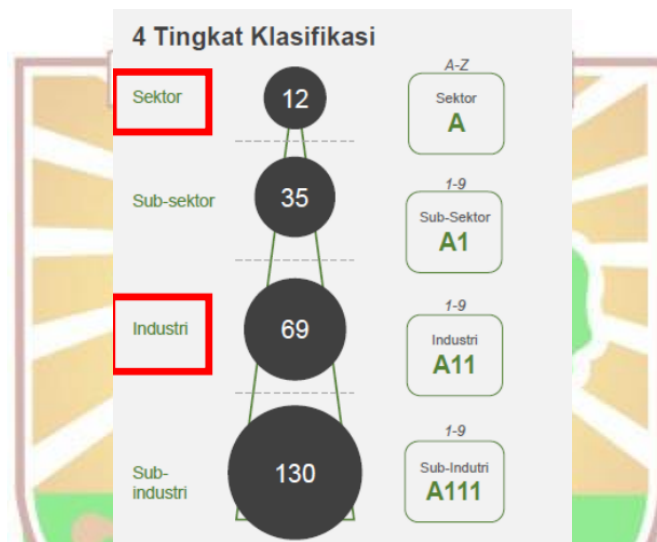 4 Tingkat Klasifikasi
Sektor
12
A-Z
Sektor
A
Sub-sektor
35
1-9
Sub-Sektor
A1
Industri
69
1-9
Industri
A11
Sub-
industri
130
1-9
Sub-Indutri
A111